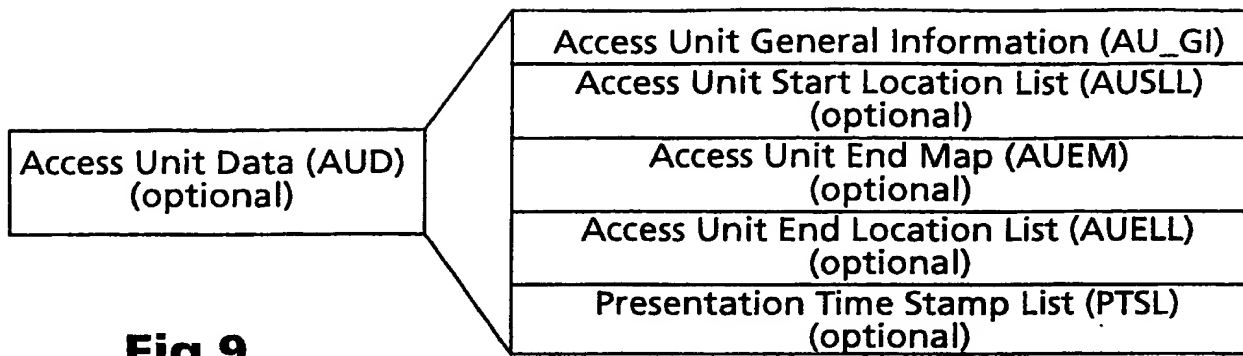 Access Unit Data (AUD)
(optional)
Access Unit General Information (AU_GI)
Access Unit Start Location List (AUSLL)
(optional)
Access Unit End Map (AUEM)
(optional)
Access Unit End Location List (AUELL)
(optional)
Presentation Time Stamp List (PTSL)
(optional)
Fig.9